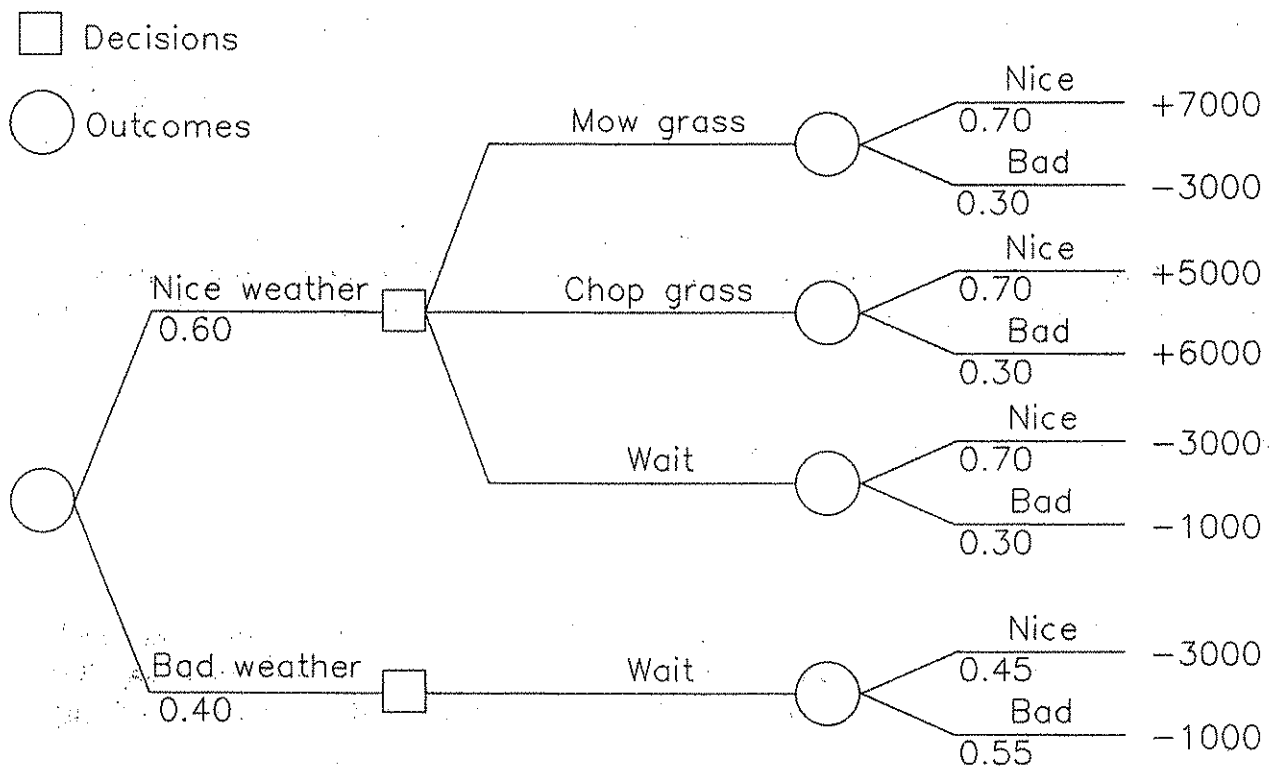 Decisions
Outcomes
Mow grass
Nice
0.70
+7000
Bad
0.30
-3000
Nice weather
0.60
Chop grass
Nice
0.70
+5000
Bad
0.30
+6000
Wait
Nice
0.70
-3000
Bad
0.30
-1000
Bad weather
0.40
Wait
Nice
0.45
-3000
Bad
0.55
-1000